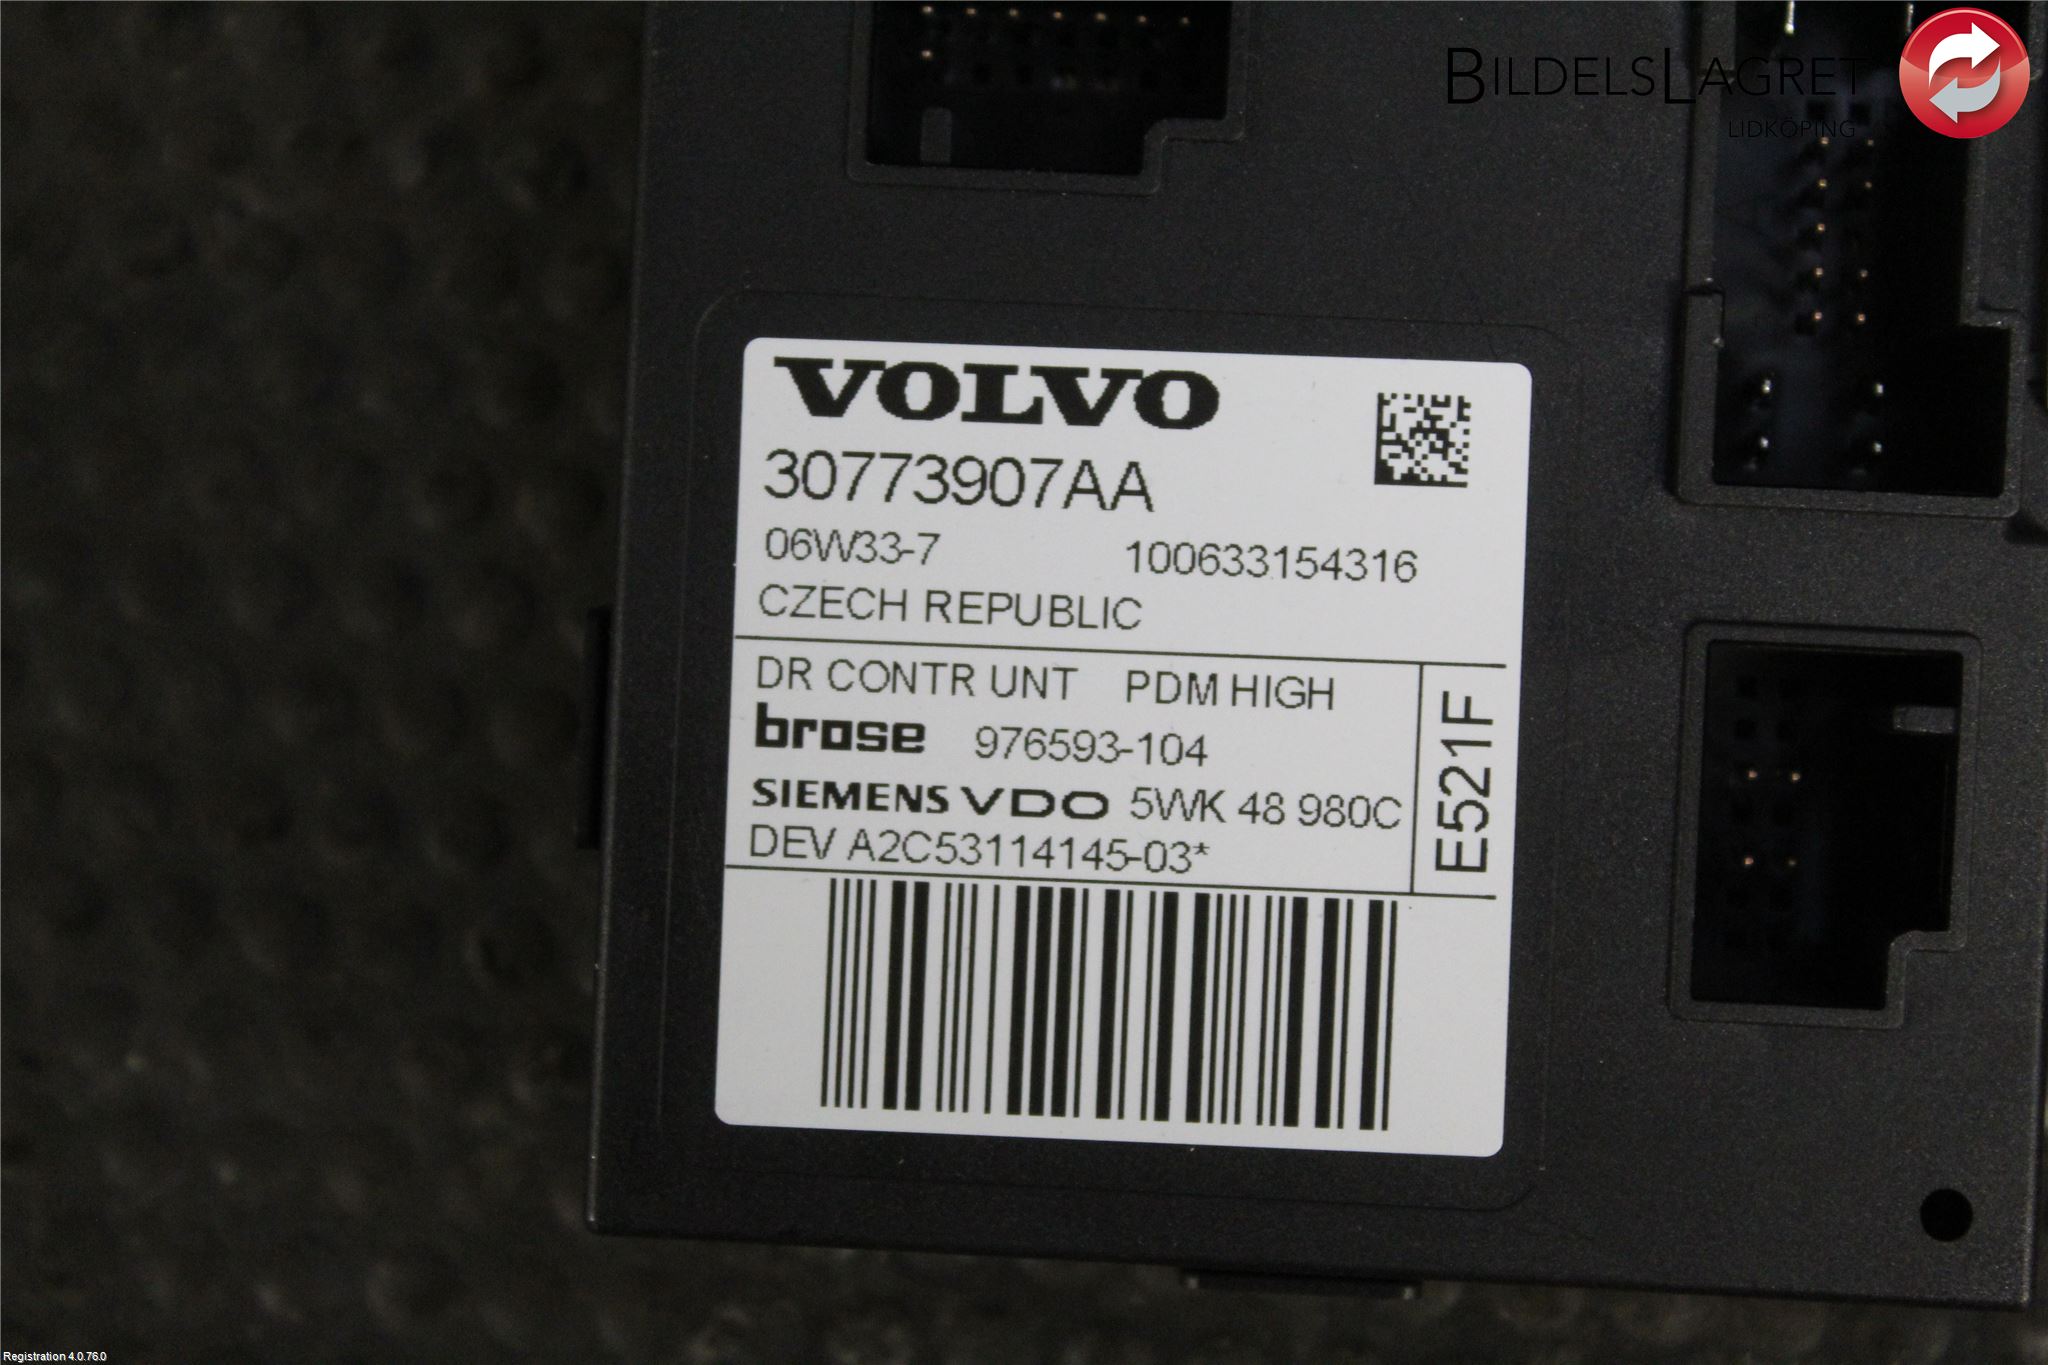 BILDELSLAGRET
LIDKÖPING
VOLVO
30773907AA
06W33-7 100633154316
CZECH REPUBLIC
DR CONTR UNT PDM HIGH
brose 976593-104
SIEMENS VDO 5WK 48 980C
DEV A2C53114145-03*
E521F
Registration 4.0.76.0